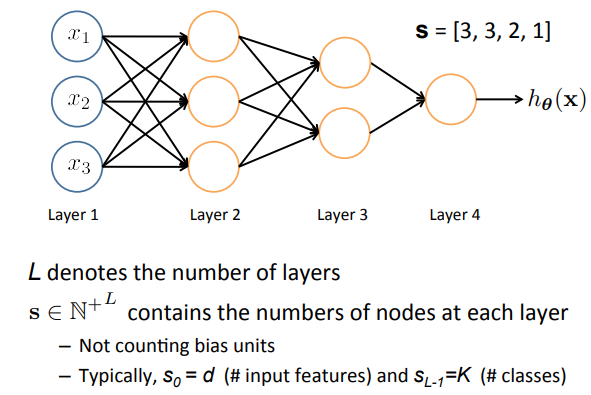 x₁
s = [3, 3, 2, 1]
x₂
h_θ(x)
x₃
Layer 1 Layer 2 Layer 3 Layer 4
L denotes the number of layers
s ∈ ℕ⁺ᴸ contains the numbers of nodes at each layer
– Not counting bias units
– Typically, s₀ = d (# input features) and s_{L-1}=K (# classes)